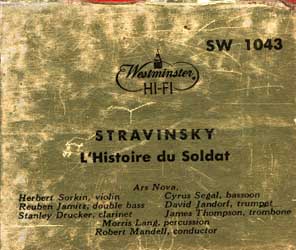 SW 1043
Westminster
HI-FI
STRAVINSKY
L'Histoire du Soldat
Ars Nova,
Herbert Sorkin, violin
Cyrus Segal, bassoon
Reuben Jamitz, double bass
David Jandorf, trumpet
Stanley Drucker, clarinet
James Thompson, trombone
Morris Lang, percussion
Robert Mandell, conductor